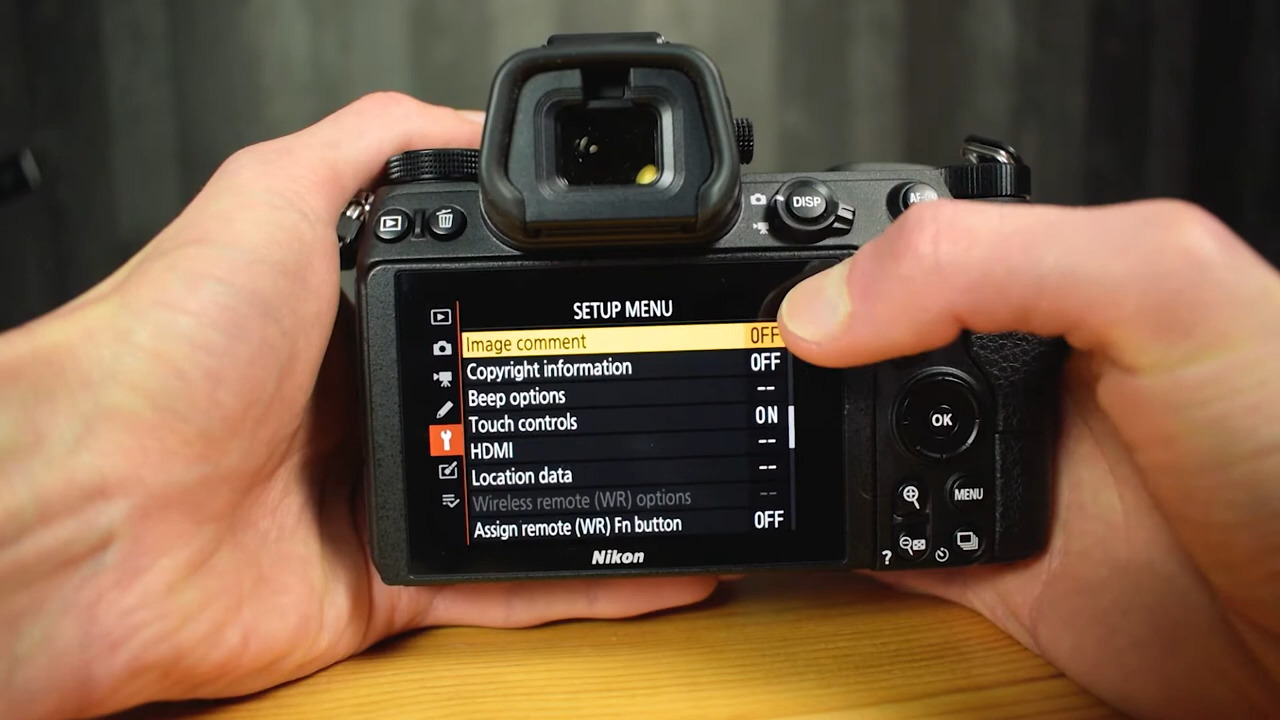 DISP
AF-ON
SETUP MENU
Image comment OFF
Copyright information OFF
Beep options --
Touch controls ON
HDMI --
Location data --
Wireless remote (WR) options --
Assign remote (WR) Fn button OFF
Nikon
OK
MENU
?